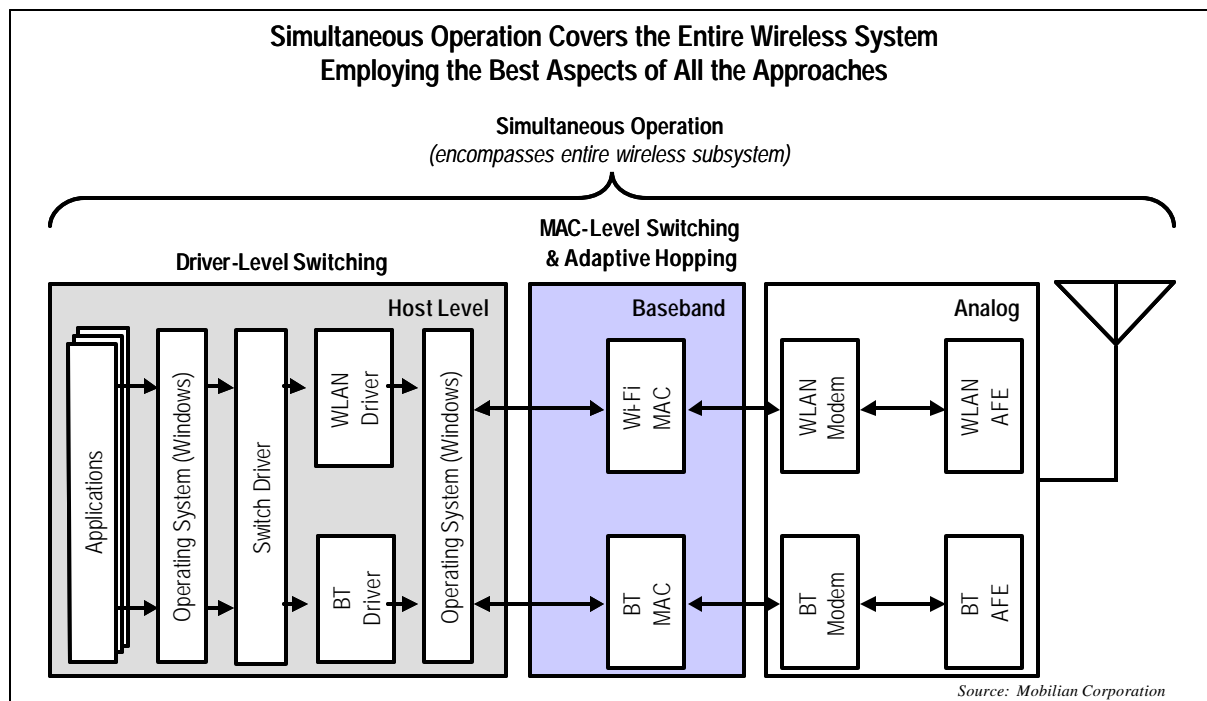 Simultaneous Operation Covers the Entire Wireless System
Employing the Best Aspects of All the Approaches
Simultaneous Operation
(encompasses entire wireless subsystem)
Driver-Level Switching
MAC-Level Switching
& Adaptive Hopping
Host Level
Baseband
Analog
Applications
Operating System (Windows)
Switch Driver
WLAN
Driver
BT
Driver
Operating System (Windows)
Wi-Fi
MAC
BT
MAC
WLAN
Modem
BT
Modem
WLAN
AFE
BT
AFE
Source: Mobilian Corporation